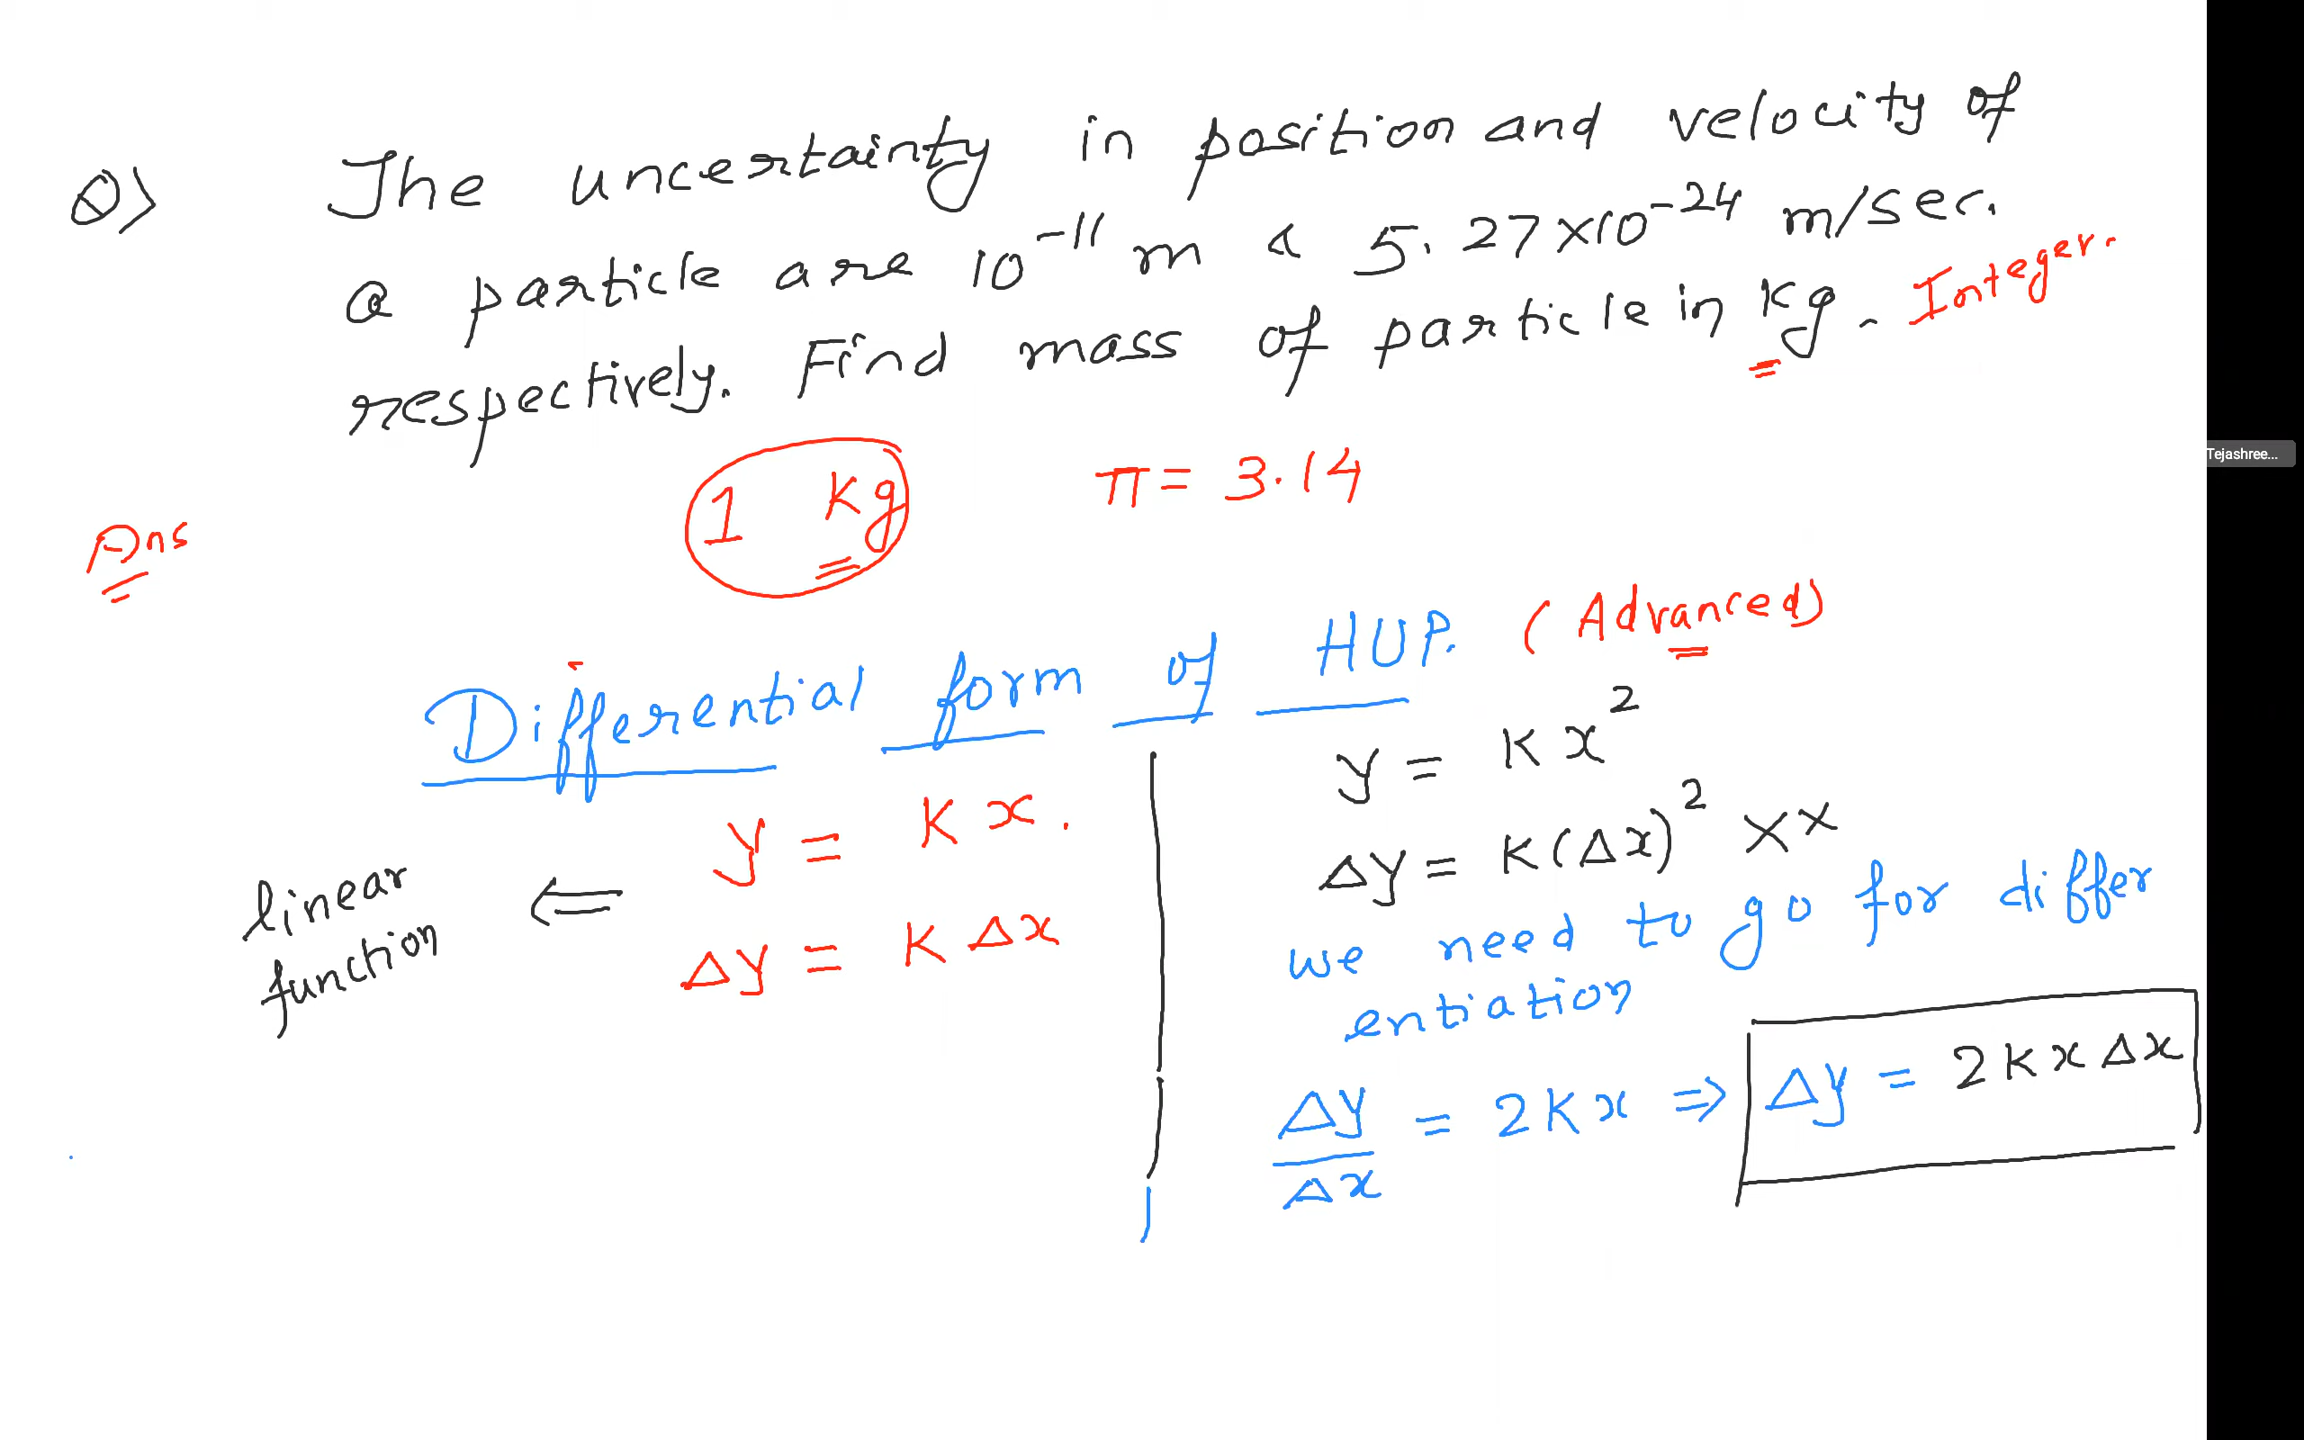 Q> The uncertainty in position and velocity of
a particle are 10⁻¹¹ m & 5.27×10⁻²⁴ m/sec.
respectively. Find mass of particle in Kg. Integer.
Ans 1 Kg π = 3.14
Differential form of HUP. (Advanced)
y = Kx.
Δy = KΔx
⇐ linear
function
y = Kx²
Δy = K(Δx)² ××
we need to go for differ
entiation
Δy/Δx = 2Kx ⇒ Δy = 2KxΔx
Tejashree...